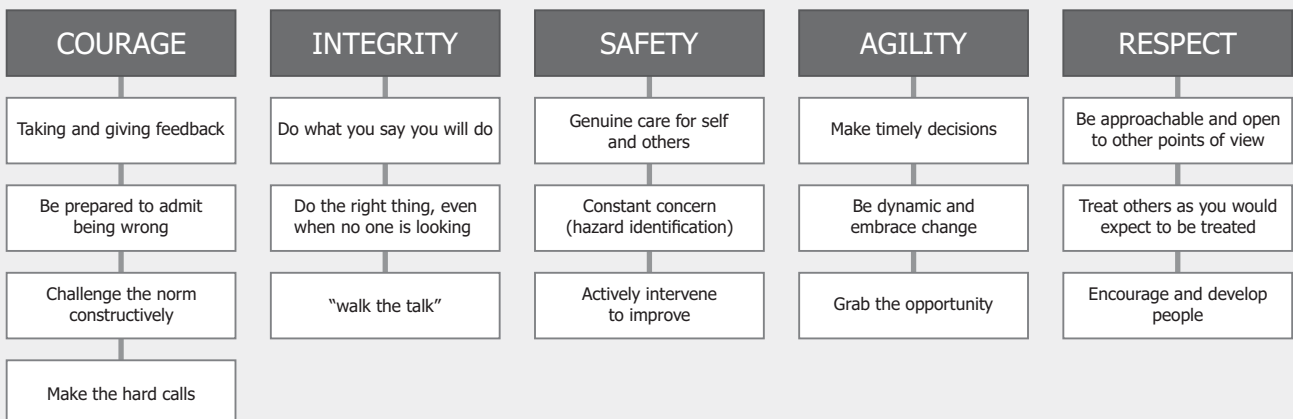 COURAGE
Taking and giving feedback
Be prepared to admit
being wrong
Challenge the norm
constructively
Make the hard calls
INTEGRITY
Do what you say you will do
Do the right thing, even
when no one is looking
“walk the talk”
SAFETY
Genuine care for self
and others
Constant concern
(hazard identification)
Actively intervene
to improve
AGILITY
Make timely decisions
Be dynamic and
embrace change
Grab the opportunity
RESPECT
Be approachable and open
to other points of view
Treat others as you would
expect to be treated
Encourage and develop
people